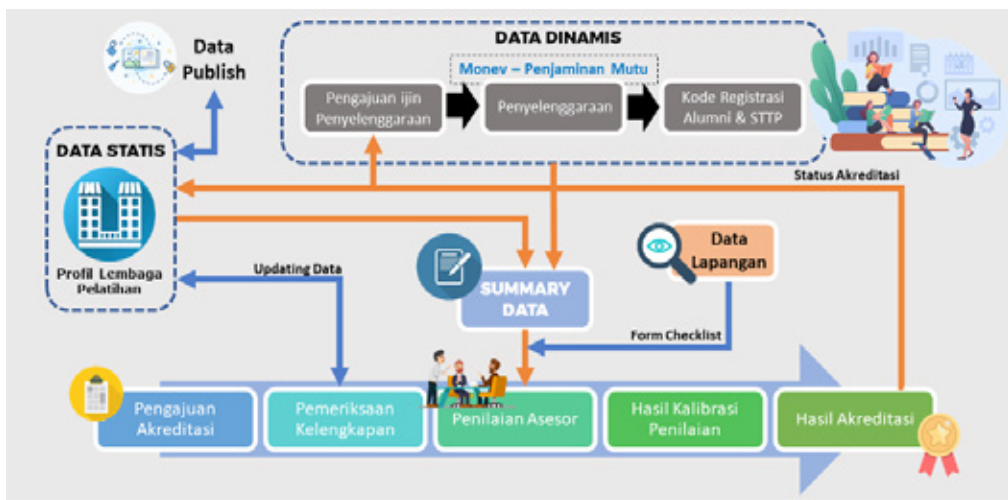 Data
Publish
DATA DINAMIS
Monev – Penjaminan Mutu
Pengajuan ijin
Penyelenggaraan
Penyelenggaraan
Kode Registrasi
Alumni & STTP
DATA STATIS
Profil Lembaga
Pelatihan
Status Akreditasi
Updating Data
SUMMARY
DATA
Data
Lapangan
Form Checklist
Pengajuan
Akreditasi
Pemeriksaan
Kelengkapan
Penilaian Asesor
Hasil Kalibrasi
Penilaian
Hasil Akreditasi